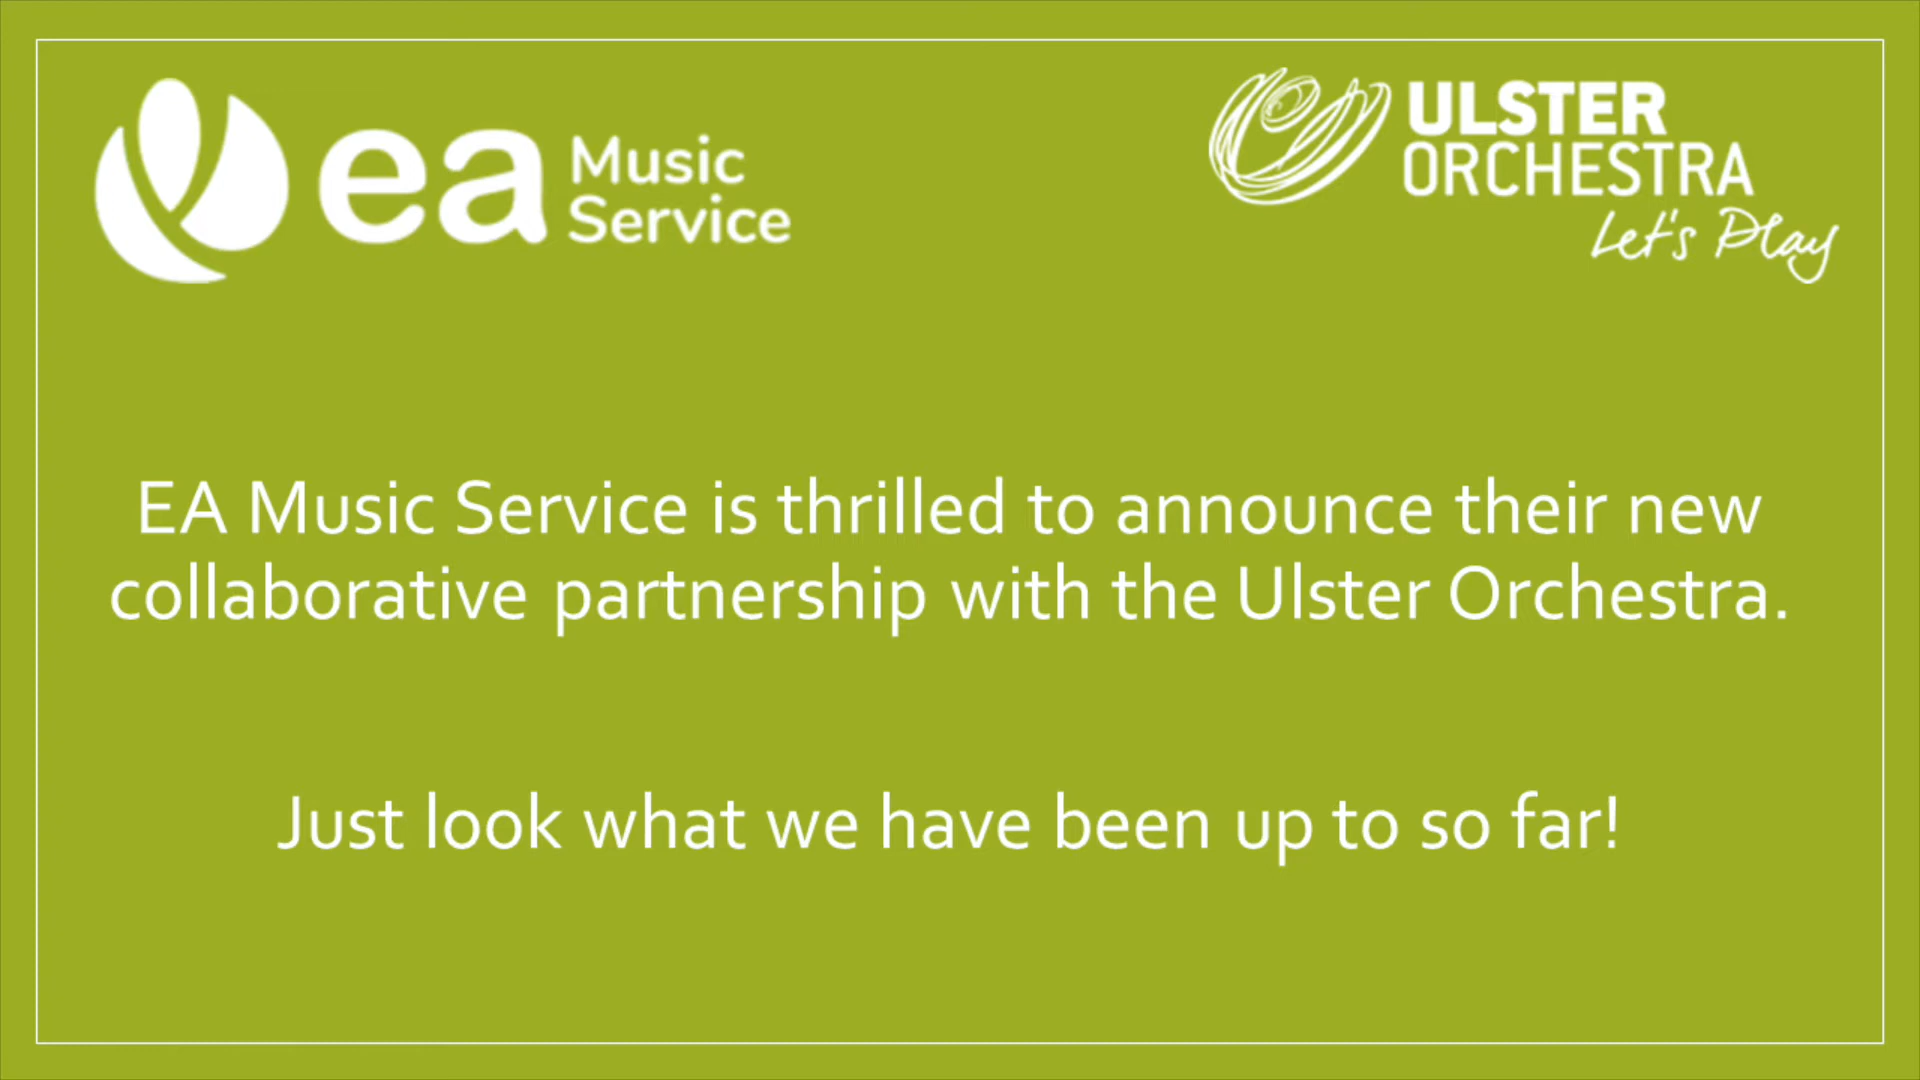 ea Music
Service
ULSTER
ORCHESTRA
Let's Play
EA Music Service is thrilled to announce their new
collaborative partnership with the Ulster Orchestra.
Just look what we have been up to so far!